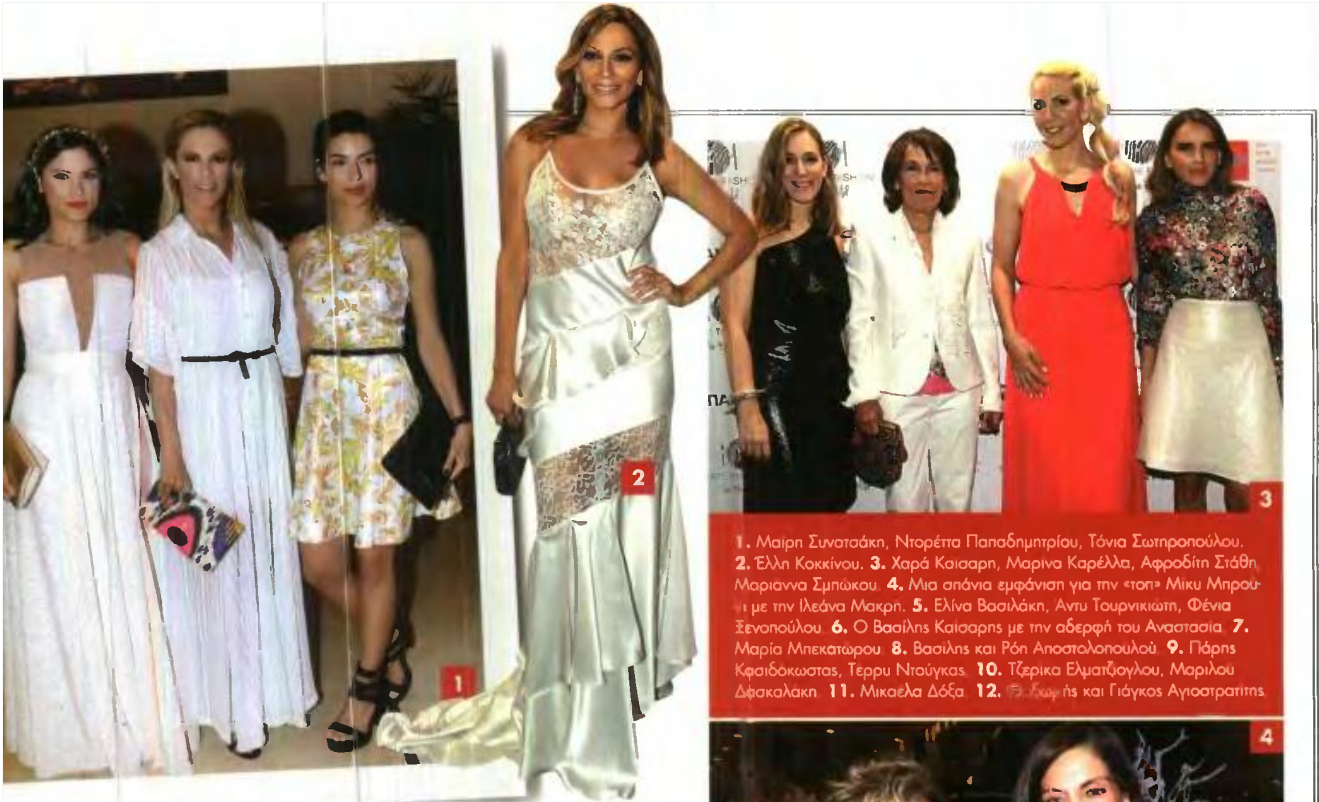 2
3
1
1. Μαίρη Συνατσάκη, Ντορέττα Παπαδημητρίου, Τόνια Σωτηροπούλου.
2. Έλλη Κοκκίνου. 3. Χαρά Καισαρη, Μαρίνα Καρέλλα, Αφροδίτη Στάθη
Μαριάννα Σμπώκου. 4. Μια σπάνια εμφάνιση για την «τοπ» Μίκυ Μπρού-
νι με την Ιλεάνα Μακρή. 5. Ελίνα Βασιλάκη, Άντυ Τουρνικιώτη, Φένια
Ξενοπούλου. 6. Ο Βασίλης Καίσαρης με την αδερφή του Αναστασία. 7.
Μαρία Μπεκατώρου. 8. Βασίλης και Ρόη Αποστολοπούλου. 9. Πάρης
Κασιδόκωστας, Τέρρυ Ντούγκας. 10. Τζέρικα Ελματζίογλου, Μαριλού
Δασκαλάκη. 11. Μικαέλα Δόξα. 12. και Γιάγκος Αγιοστρατίτης
4